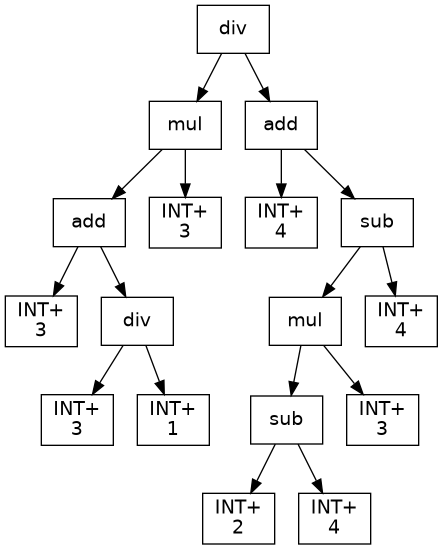 div
mul
add
add
INT+
3
INT+
4
sub
INT+
3
div
mul
INT+
4
INT+
3
INT+
1
sub
INT+
3
INT+
2
INT+
4